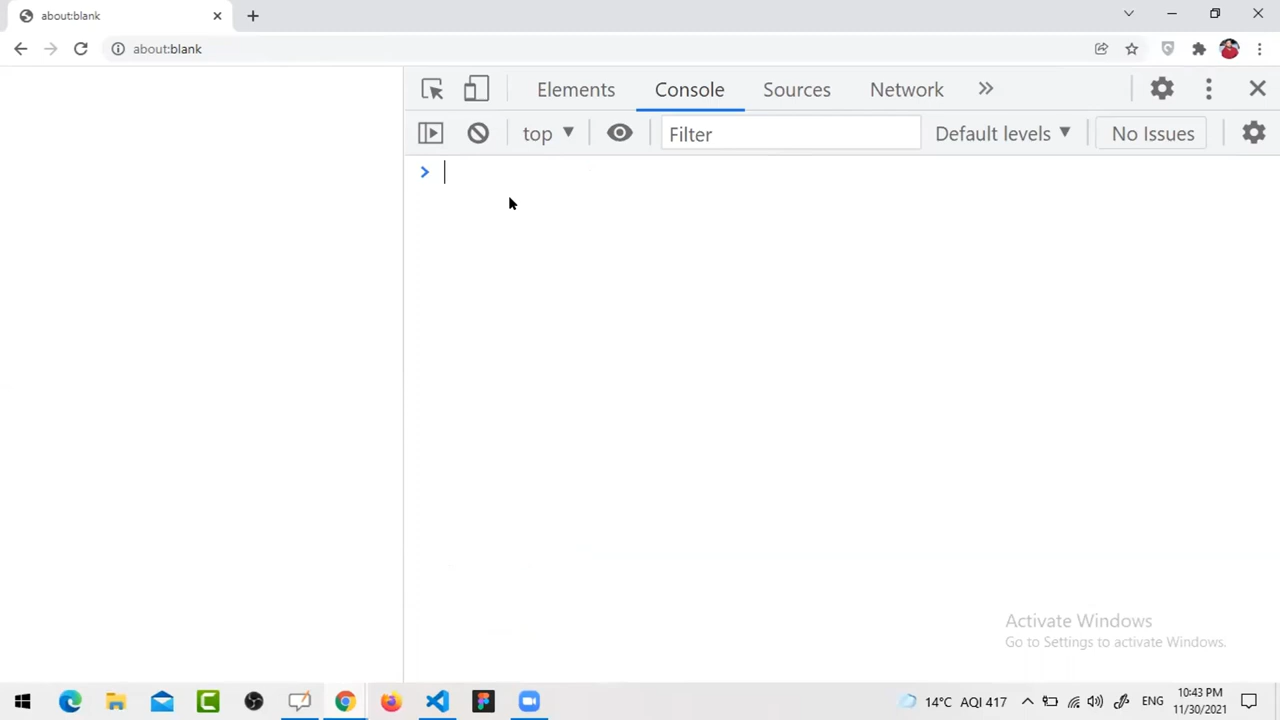 about:blank
about:blank
Elements Console Sources Network
top Filter Default levels No Issues
Activate Windows
Go to Settings to activate Windows.
14°C AQI 417 ENG
10:43 PM
11/30/2021